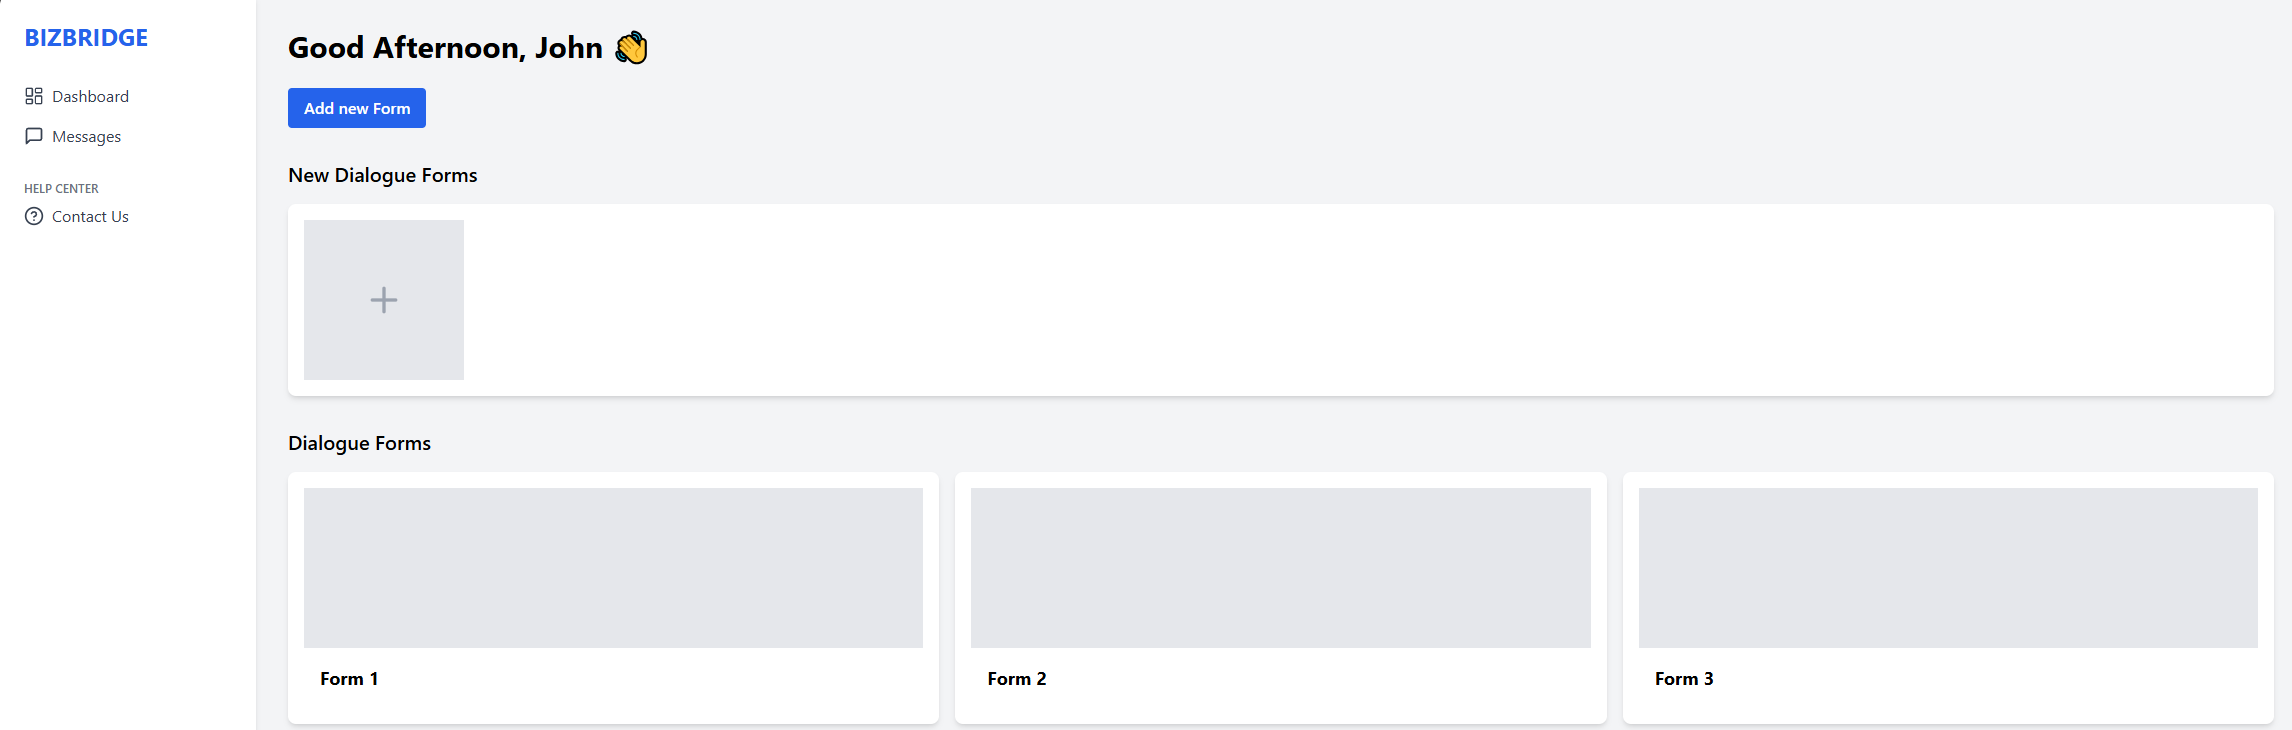 BIZBRIDGE
Dashboard
Messages
HELP CENTER
Contact Us
Good Afternoon, John 👋
Add new Form
New Dialogue Forms
Dialogue Forms
Form 1
Form 2
Form 3